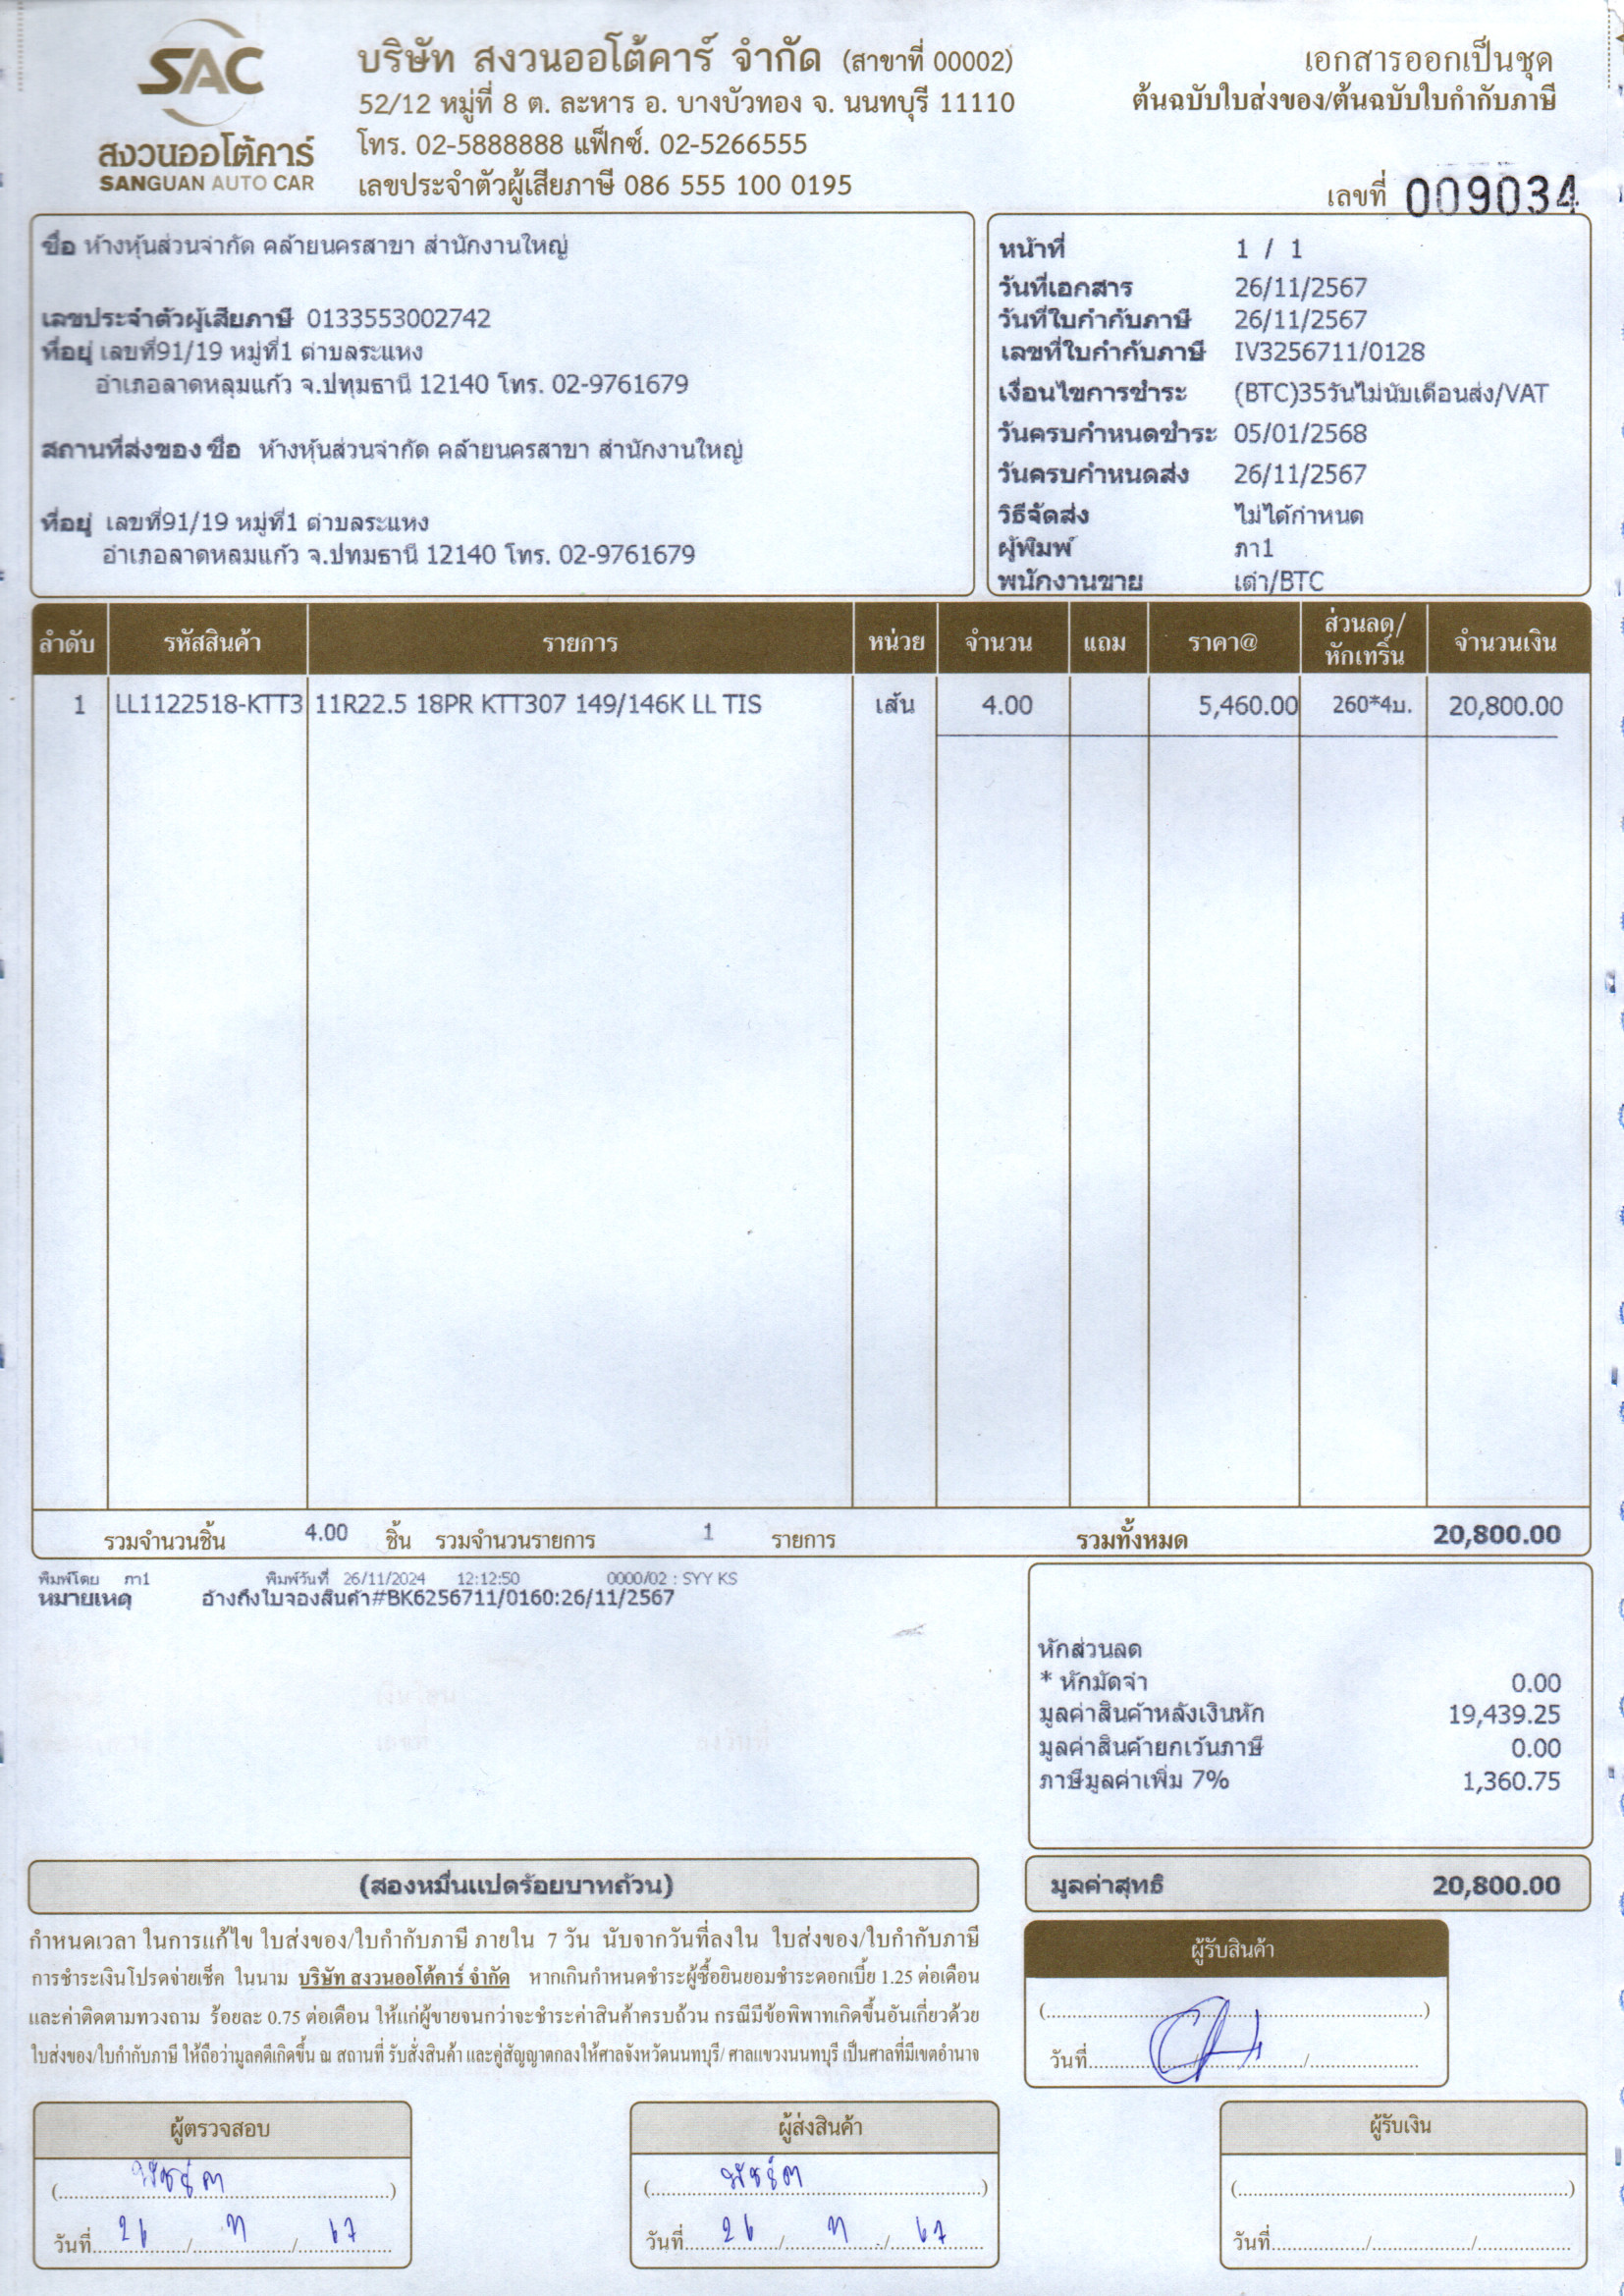 SAC
สงวนออโต้คาร์
SANGUAN AUTO CAR
บริษัท สงวนออโต้คาร์ จำกัด (สาขาที่ 00002)
52/12 หมู่ที่ 8 ต. ละหาร อ. บางบัวทอง จ. นนทบุรี 11110
โทร. 02-5888888 แฟ็กซ์. 02-5266555
เลขประจำตัวผู้เสียภาษี 086 555 100 0195
เอกสารออกเป็นชุด
ต้นฉบับใบส่งของ/ต้นฉบับใบกำกับภาษี
เลขที่ 009034
ชื่อ ห้างหุ้นส่วนจำกัด คล้ายนครสาขา สำนักงานใหญ่
เลขประจำตัวผู้เสียภาษี 0133553002742
ที่อยู่ เลขที่91/19 หมู่ที่1 ตำบลระแหง
อำเภอลาดหลุมแก้ว จ.ปทุมธานี 12140 โทร. 02-9761679
สถานที่ส่งของ ชื่อ ห้างหุ้นส่วนจำกัด คล้ายนครสาขา สำนักงานใหญ่
ที่อยู่ เลขที่91/19 หมู่ที่1 ตำบลระแหง
อำเภอลาดหลุมแก้ว จ.ปทุมธานี 12140 โทร. 02-9761679
หน้าที่ 1 / 1
วันที่เอกสาร 26/11/2567
วันที่ใบกำกับภาษี 26/11/2567
เลขที่ใบกำกับภาษี IV3256711/0128
เงื่อนไขการชำระ (BTC)35วันไม่นับเดือนส่ง/VAT
วันครบกำหนดชำระ 05/01/2568
วันครบกำหนดส่ง 26/11/2567
วิธีจัดส่ง ไม่ได้กำหนด
ผู้พิมพ์ ภา1
พนักงานขาย เต่า/BTC
ลำดับ รหัสสินค้า รายการ หน่วย จำนวน แถม ราคา@ ส่วนลด/หักเทริ์น จำนวนเงิน
1 LL1122518-KTT3 11R22.5 18PR KTT307 149/146K LL TIS เส้น 4.00 5,460.00 260*4บ. 20,800.00
รวมจำนวนชิ้น 4.00 ชิ้น รวมจำนวนรายการ 1 รายการ รวมทั้งหมด 20,800.00
พิมพ์โดย ภา1 พิมพ์วันที่ 26/11/2024 12:12:50 0000/02 : SYY KS
หมายเหตุ อ้างถึงใบจองสินค้า#BK6256711/0160:26/11/2567
หักส่วนลด
* หักมัดจำ 0.00
มูลค่าสินค้าหลังเงินหัก 19,439.25
มูลค่าสินค้ายกเว้นภาษี 0.00
ภาษีมูลค่าเพิ่ม 7% 1,360.75
(สองหมื่นแปดร้อยบาทถ้วน)
มูลค่าสุทธิ 20,800.00
กำหนดเวลา ในการแก้ไข ใบส่งของ/ใบกำกับภาษี ภายใน 7 วัน นับจากวันที่ลงใน ใบส่งของ/ใบกำกับภาษี
การชำระเงินโปรดจ่ายเช็ค ในนาม บริษัท สงวนออโต้คาร์ จำกัด หากเกินกำหนดชำระผู้ซื้อยินยอมชำระดอกเบี้ย 1.25 ต่อเดือน
และค่าติดตามทวงถาม ร้อยละ 0.75 ต่อเดือน ให้แก่ผู้ขายจนกว่าจะชำระค่าสินค้าครบถ้วน กรณีมีข้อพิพาทเกิดขึ้นอันเกี่ยวด้วย
ใบส่งของ/ใบกำกับภาษี ให้ถือว่ามูลคดีเกิดขึ้น ณ สถานที่ รับสั่งสินค้า และคู่สัญญาตกลงให้ศาลจังหวัดนนทบุรี/ ศาลแขวงนนทบุรี เป็นศาลที่มีเขตอำนาจ
ผู้รับสินค้า
วันที่
ผู้ตรวจสอบ
วันที่ 26 / 11 / 67
ผู้ส่งสินค้า
วันที่ 26 / 11 / 67
ผู้รับเงิน
วันที่